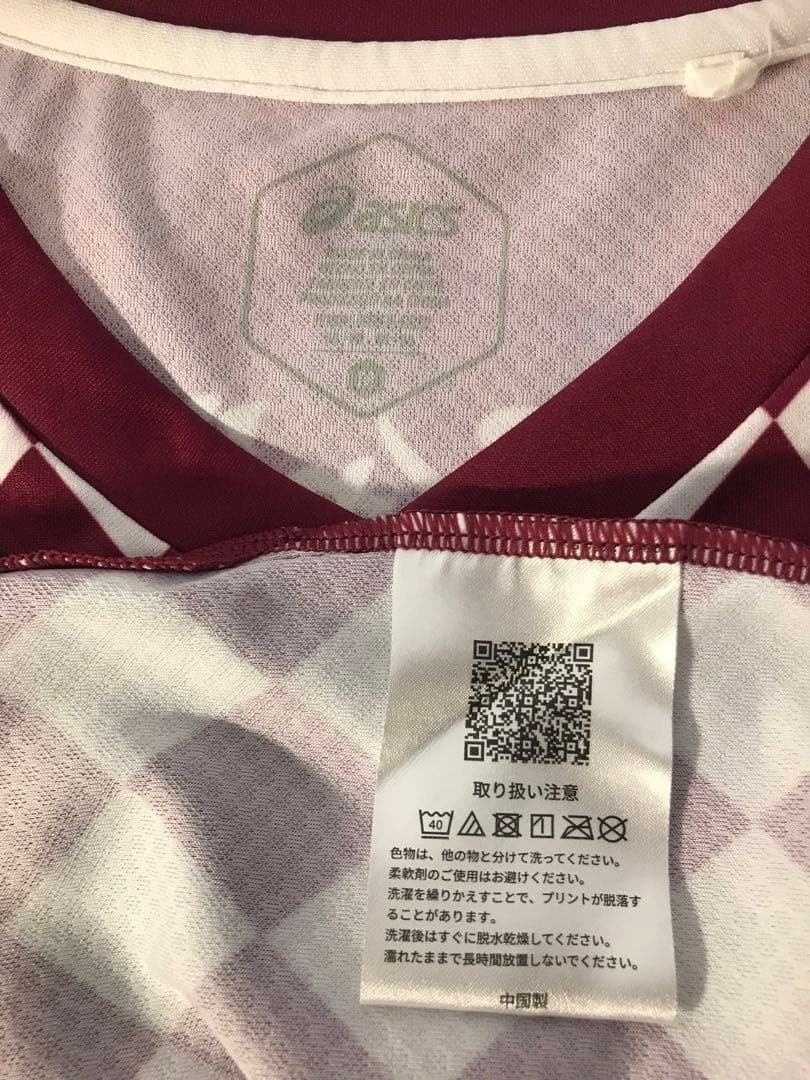 asics
40
取り扱い注意
色物は、他の物と分けて洗ってください。
柔軟剤のご使用はお避けください。
洗濯を繰りかえすことで、プリントが脱落す
ることがあります。
洗濯後はすぐに脱水乾燥してください。
濡れたままで長時間放置しないでください。
中國製